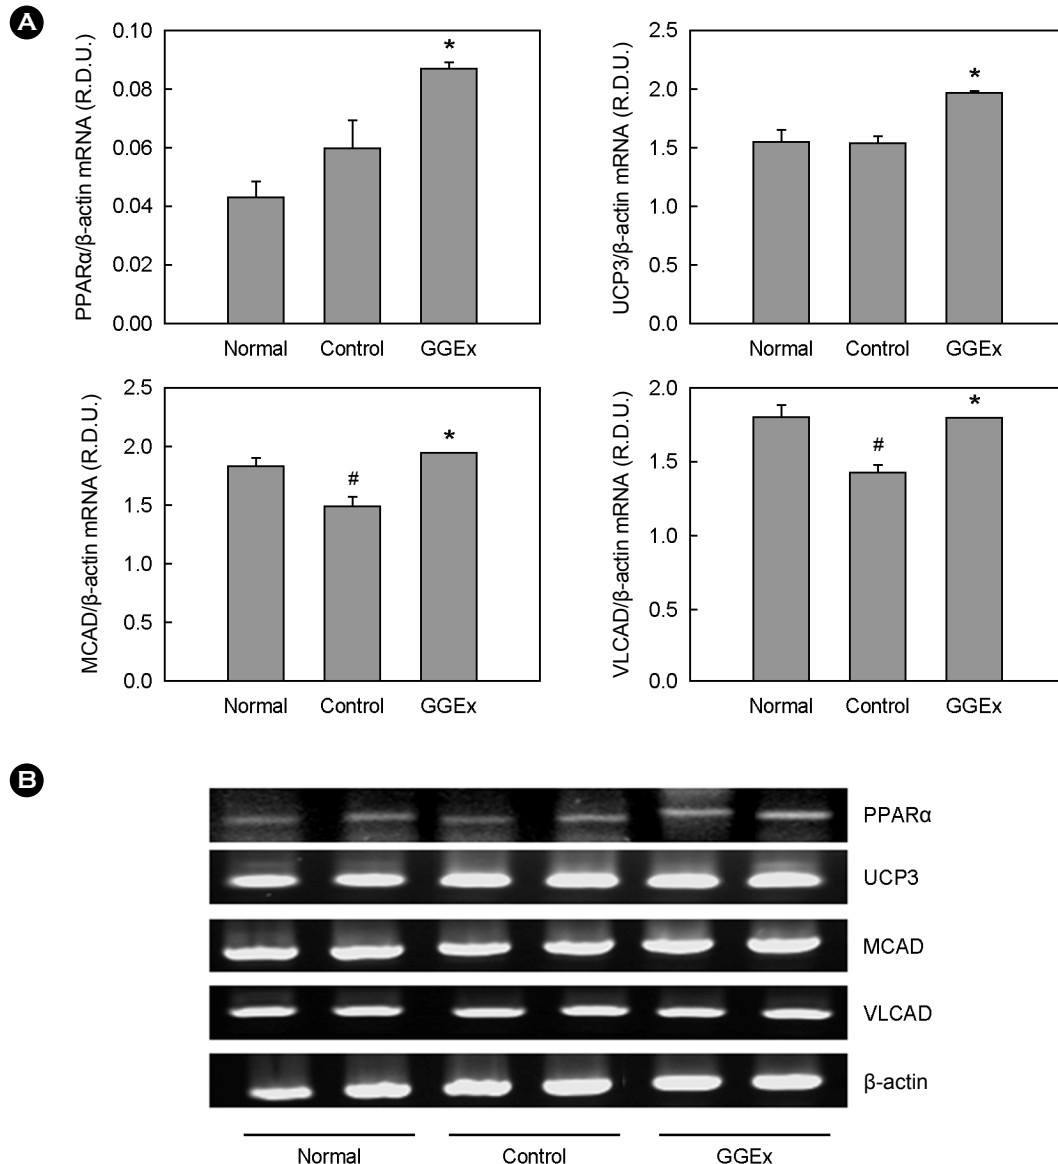 A
PPARα/β-actin mRNA (R.D.U.)
0.10
0.08
0.06
0.04
0.02
0.00
*
Normal Control GGEx
UCP3/β-actin mRNA (R.D.U.)
2.5
2.0
1.5
1.0
0.5
0.0
*
Normal Control GGEx
MCAD/β-actin mRNA (R.D.U.)
2.5
2.0
1.5
1.0
0.5
0.0
#
*
Normal Control GGEx
VLCAD/β-actin mRNA (R.D.U.)
2.0
1.5
1.0
0.5
0.0
#
*
Normal Control GGEx
B
PPARα
UCP3
MCAD
VLCAD
β-actin
Normal Control GGEx